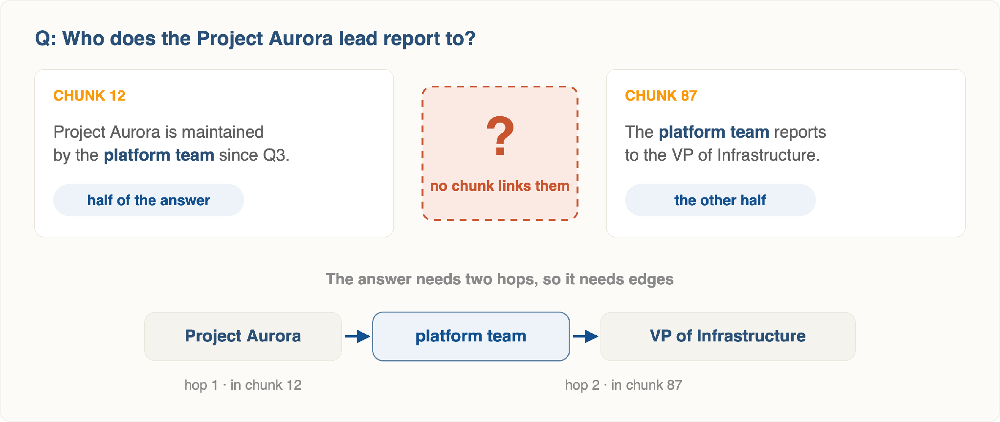 Q: Who does the Project Aurora lead report to?
CHUNK 12
Project Aurora is maintained
by the platform team since Q3.
half of the answer
?
no chunk links them
CHUNK 87
The platform team reports
to the VP of Infrastructure.
the other half
The answer needs two hops, so it needs edges
Project Aurora
platform team
VP of Infrastructure
hop 1 · in chunk 12
hop 2 · in chunk 87